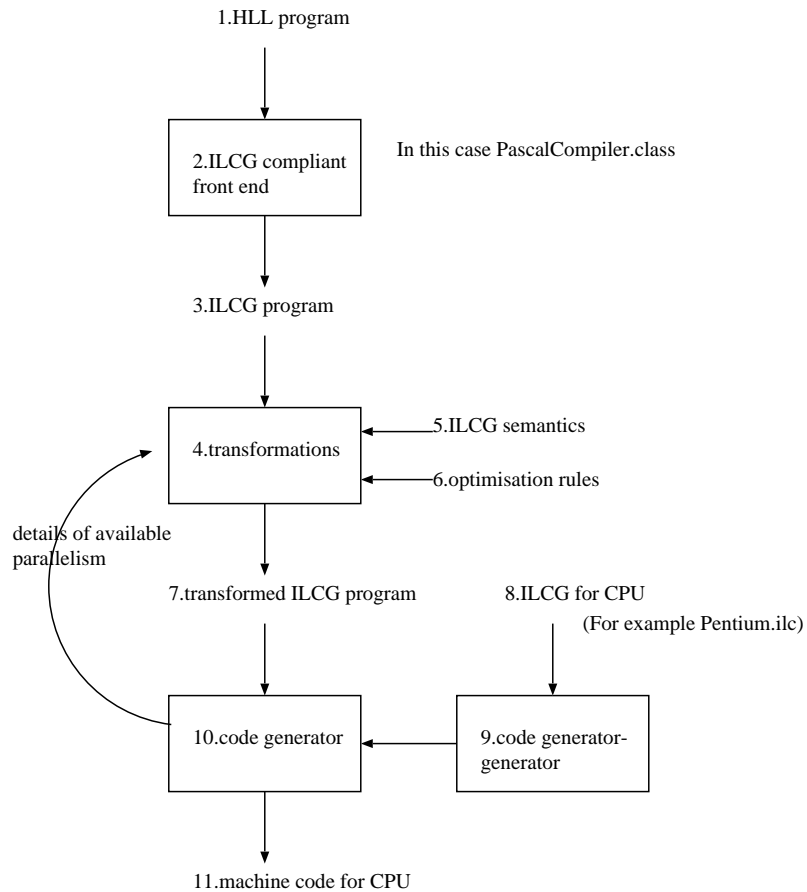 1.HLL program
2.ILCG compliant
front end
In this case PascalCompiler.class
3.ILCG program
4.transformations
5.ILCG semantics
6.optimisation rules
details of available
parallelism
7.transformed ILCG program
8.ILCG for CPU
(For example Pentium.ilc)
10.code generator
9.code generator-
generator
11.machine code for CPU